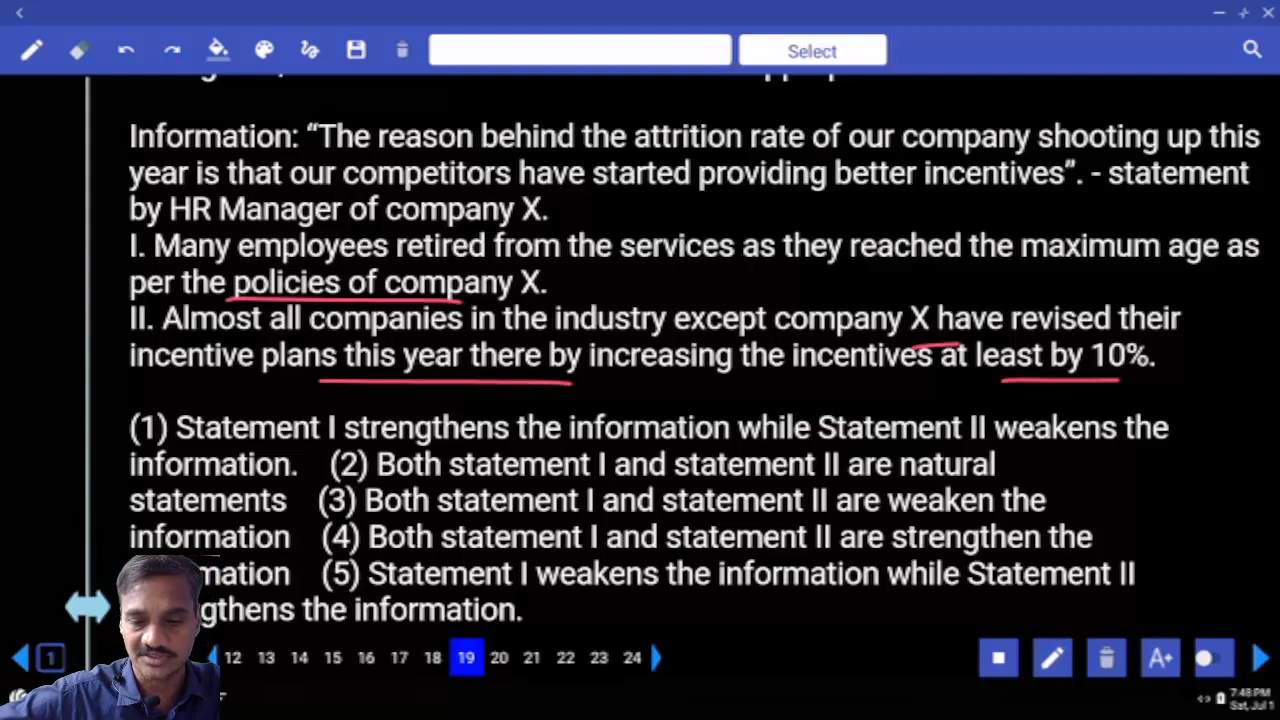 Select
Information: “The reason behind the attrition rate of our company shooting up this
year is that our competitors have started providing better incentives”. - statement
by HR Manager of company X.
I. Many employees retired from the services as they reached the maximum age as
per the policies of company X.
II. Almost all companies in the industry except company X have revised their
incentive plans this year there by increasing the incentives at least by 10%.
(1) Statement I strengthens the information while Statement II weakens the
information. (2) Both statement I and statement II are natural
statements (3) Both statement I and statement II are weaken the
information (4) Both statement I and statement II are strengthen the
mation (5) Statement I weakens the information while Statement II
gthens the information.
1 12 13 14 15 16 17 18 19 20 21 22 23 24 A+
7:48 PM
Sat, Jul 1